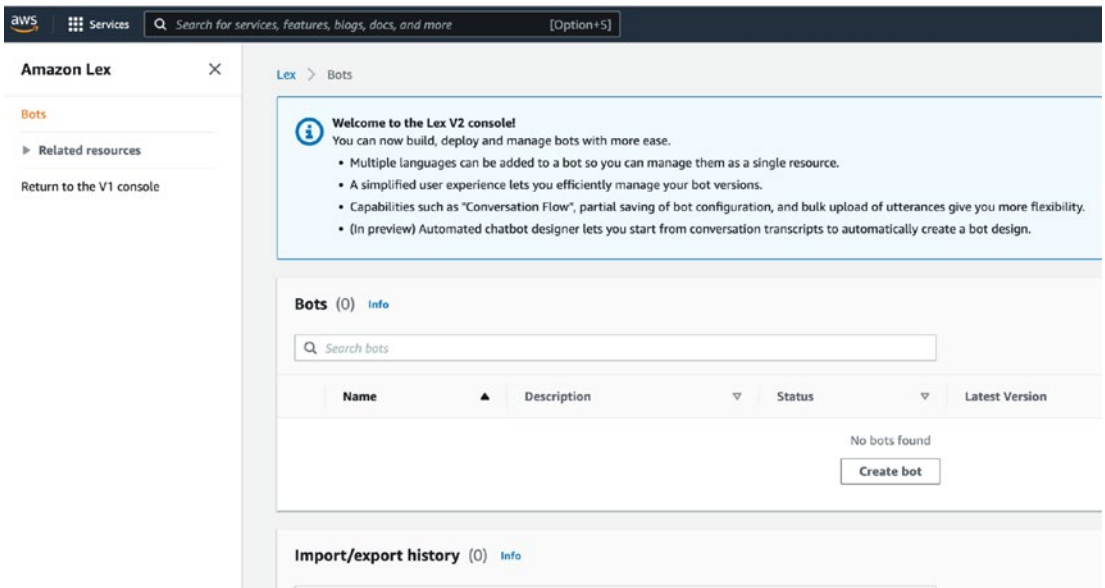 aws Services Search for services, features, blogs, docs, and more [Option+S]
Amazon Lex
Bots
Related resources
Return to the V1 console
Lex > Bots
Welcome to the Lex V2 console!
You can now build, deploy and manage bots with more ease.
• Multiple languages can be added to a bot so you can manage them as a single resource.
• A simplified user experience lets you efficiently manage your bot versions.
• Capabilities such as "Conversation Flow", partial saving of bot configuration, and bulk upload of utterances give you more flexibility.
• (In preview) Automated chatbot designer lets you start from conversation transcripts to automatically create a bot design.
Bots (0) Info
Search bots
Name Description Status Latest Version
No bots found
Create bot
Import/export history (0) Info